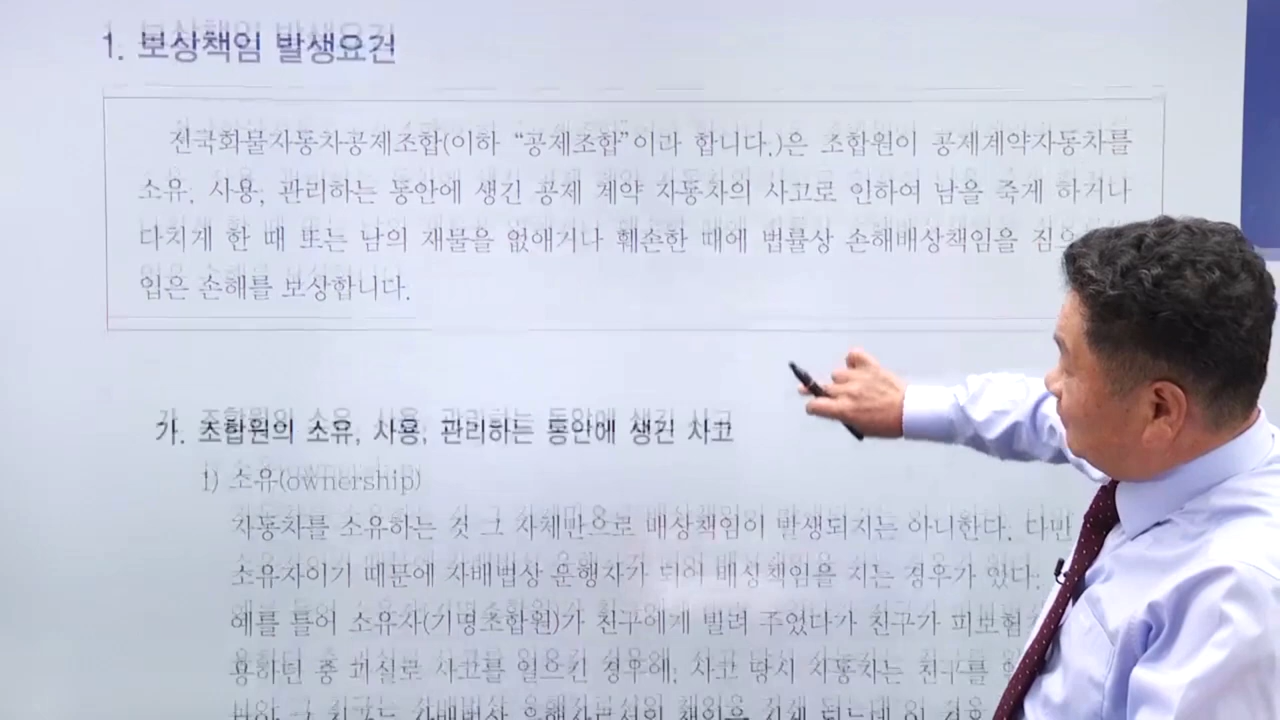 1. 보상책임 발생요건
전국화물자동차공제조합(이하 “공제조합”이라 합니다.)은 조합원이 공제계약자동차를
소유, 사용, 관리하는 동안에 생긴 공제 계약 자동차의 사고로 인하여 남을 죽게 하거나
다치게 한 때 또는 남의 재물을 없애거나 훼손한 때에 법률상 손해배상책임을 짐으
입은 손해를 보상합니다.
가. 조합원의 소유, 사용, 관리하는 동안에 생긴 사고
1) 소유(ownership)
자동차를 소유하는 것 그 자체만으로 배상책임이 발생되지는 아니한다. 다만
소유자이기 때문에 자배법상 운행자가 되어 배상책임을 지는 경우가 있다.
예를 들어 소유자(기명조합원)가 친구에게 빌려 주었다가 친구가 피보험
용하던 중 과실로 사고를 일으킨 경우에, 사고 당시 자동차는 친구를